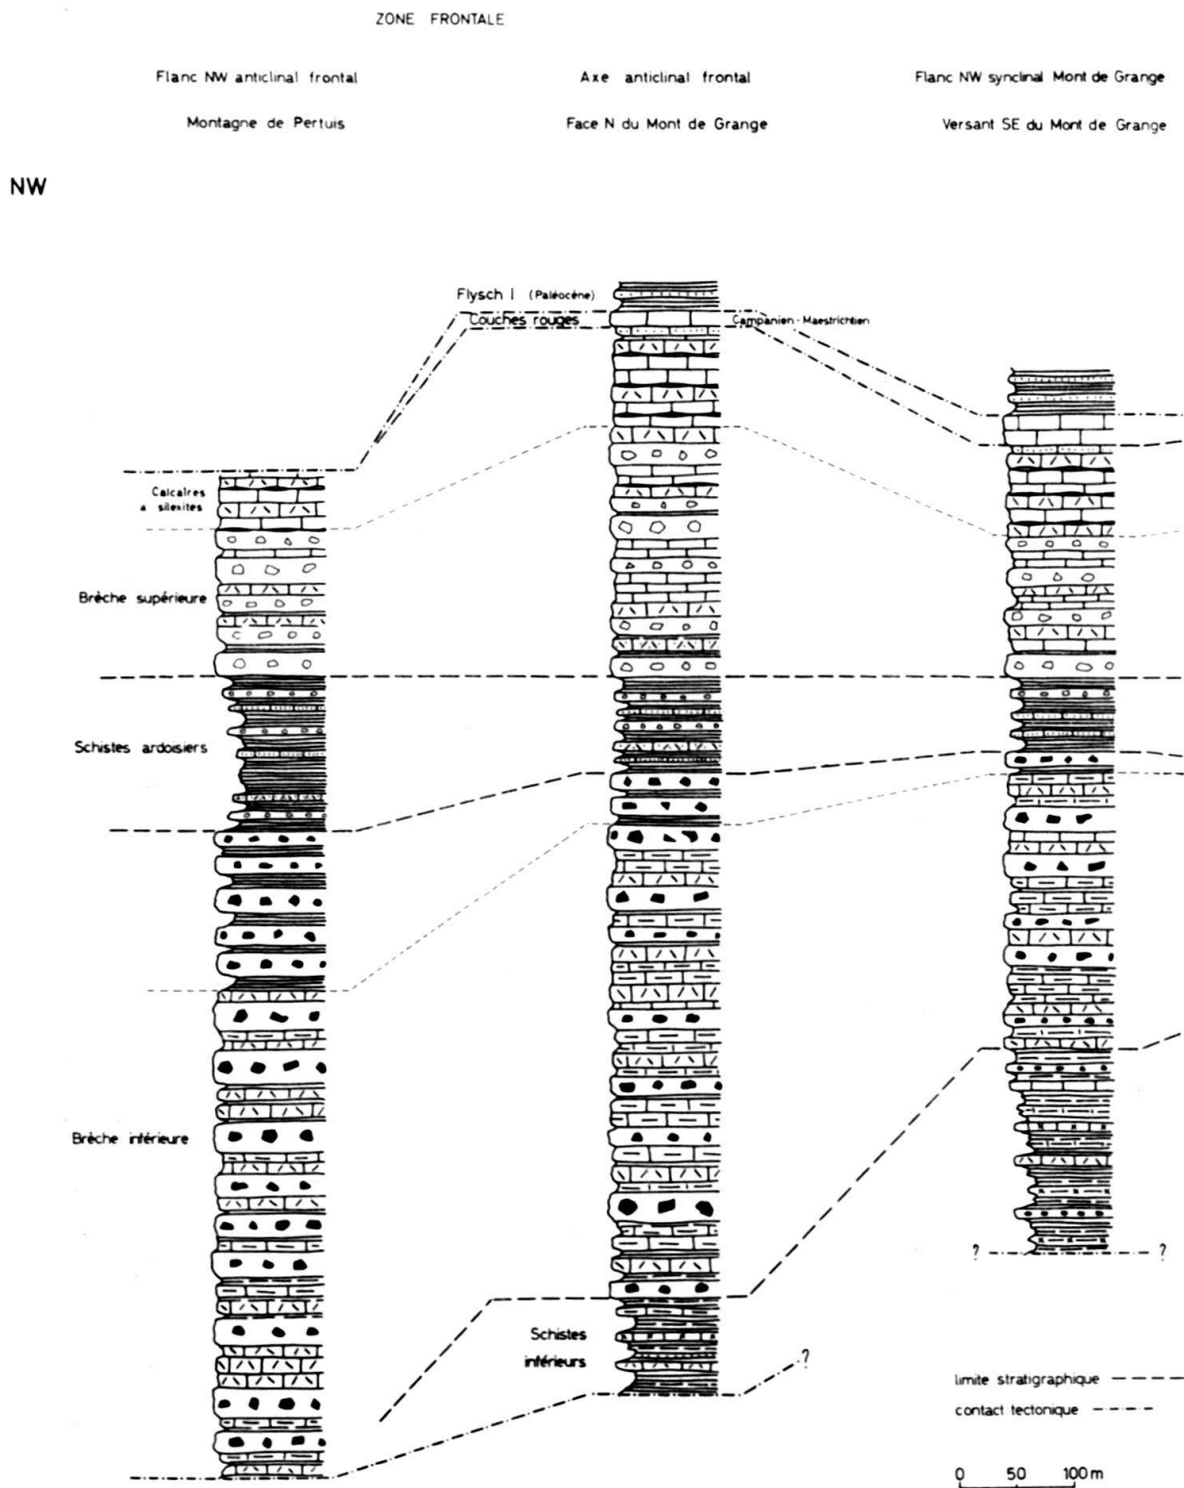 ZONE FRONTALE
Flanc NW anticlinal frontal
Montagne de Pertuis
Axe anticlinal frontal
Face N du Mont de Grange
Flanc NW synclinal Mont de Grange
Versant SE du Mont de Grange
NW
Flysch I (Paléocène)
Couches rouges
Campanien - Maestrichtien
Calcaires
a silexites
Brèche supérieure
Schistes ardoisiers
Brèche inférieure
? ?
Schistes
inférieurs
?
limite stratigraphique
contact tectonique
0 50 100 m